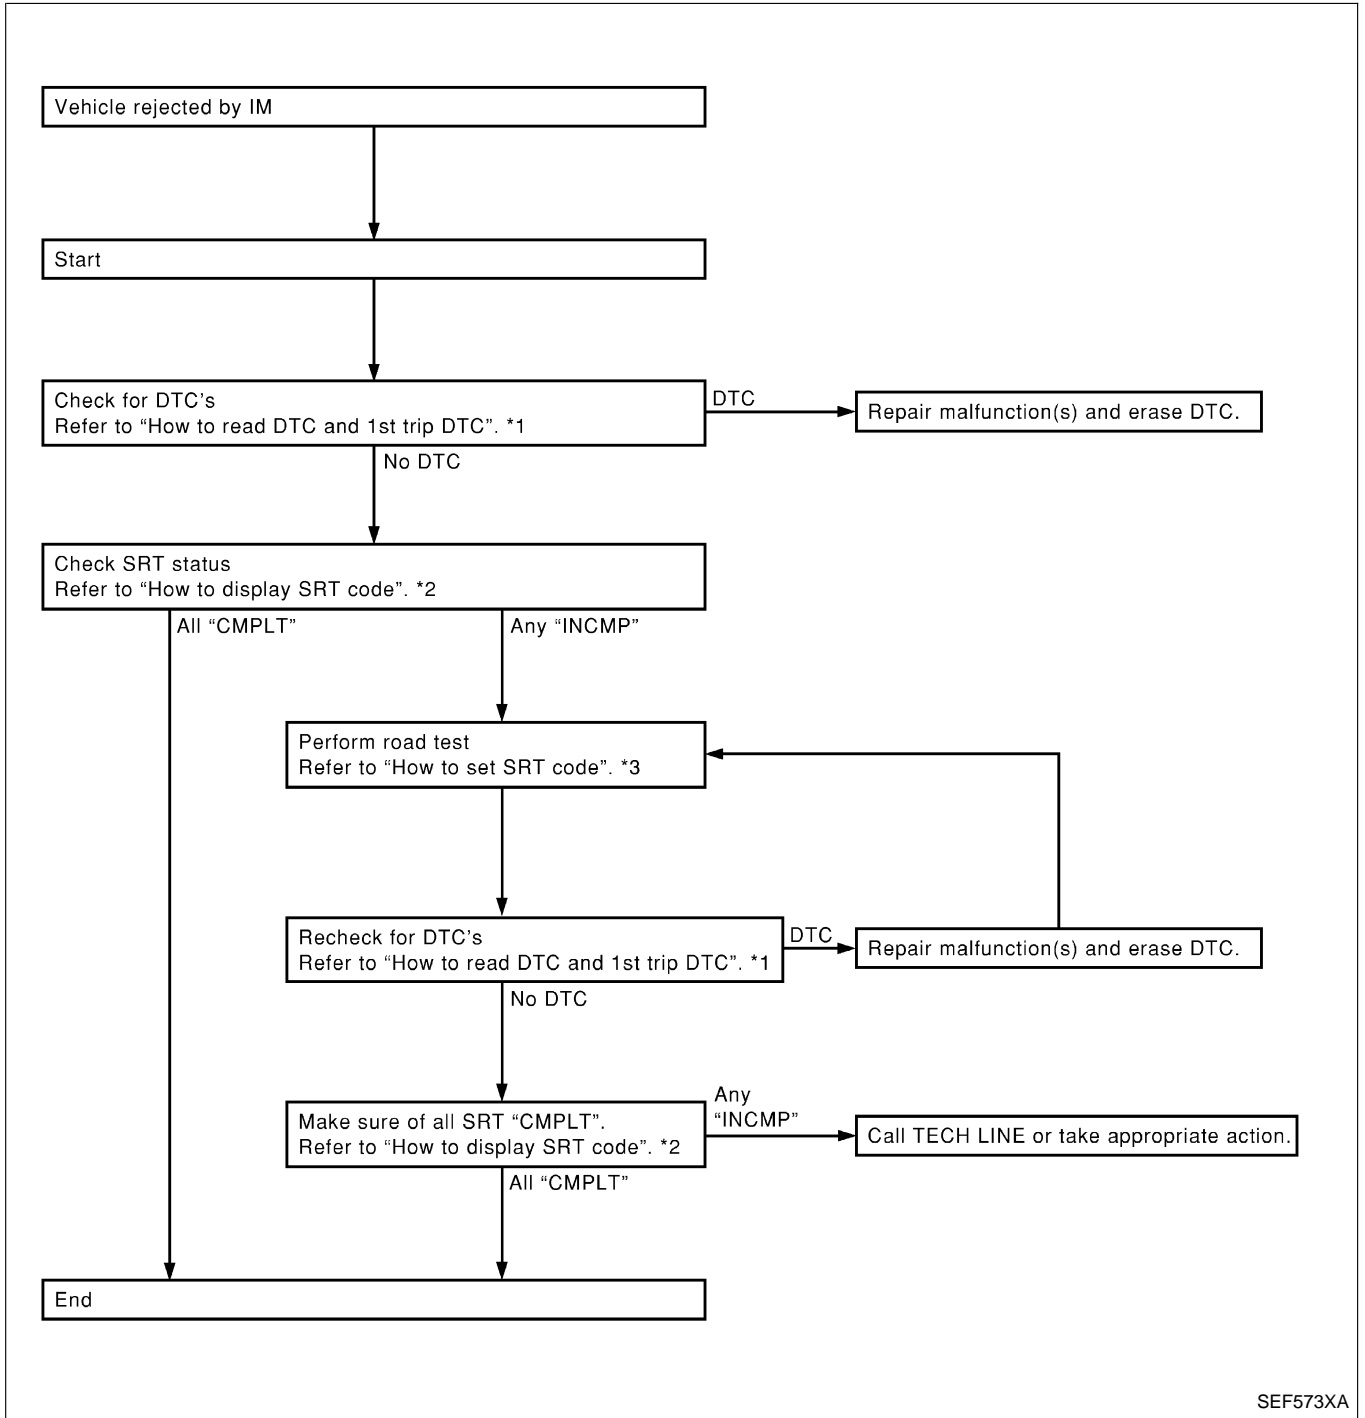 Vehicle rejected by IM
Start
Check for DTC's
Refer to “How to read DTC and 1st trip DTC”. *1
DTC
Repair malfunction(s) and erase DTC.
No DTC
Check SRT status
Refer to “How to display SRT code”. *2
All “CMPLT”
Any “INCMP”
Perform road test
Refer to “How to set SRT code”. *3
Recheck for DTC's
Refer to “How to read DTC and 1st trip DTC”. *1
DTC
Repair malfunction(s) and erase DTC.
No DTC
Make sure of all SRT “CMPLT”.
Refer to “How to display SRT code”. *2
Any
“INCMP”
Call TECH LINE or take appropriate action.
All “CMPLT”
End
SEF573XA